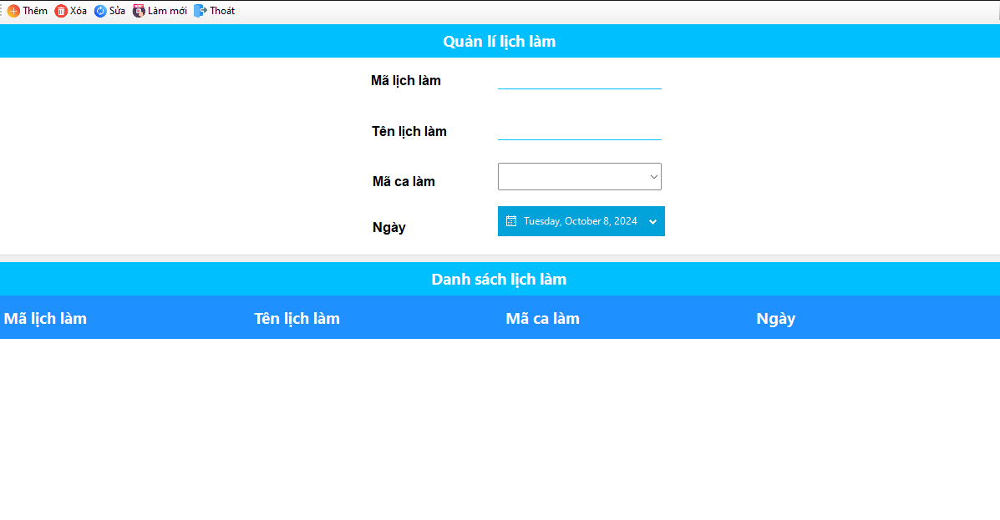 Thêm Xóa Sửa Làm mới Thoát
Quản lí lịch làm
Mã lịch làm
Tên lịch làm
Mã ca làm
Ngày Tuesday, October 8, 2024
Danh sách lịch làm
Mã lịch làm Tên lịch làm Mã ca làm Ngày